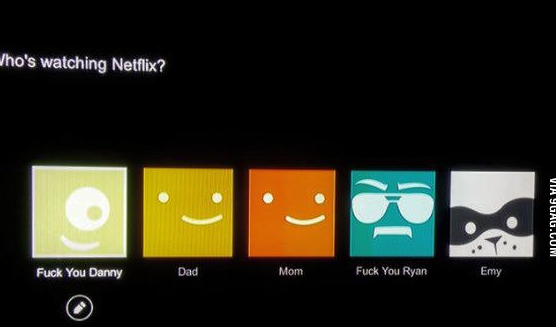 Who's watching Netflix?
Fuck You Danny
Dad
Mom
Fuck You Ryan
Emy
VIA 9GAG.COM